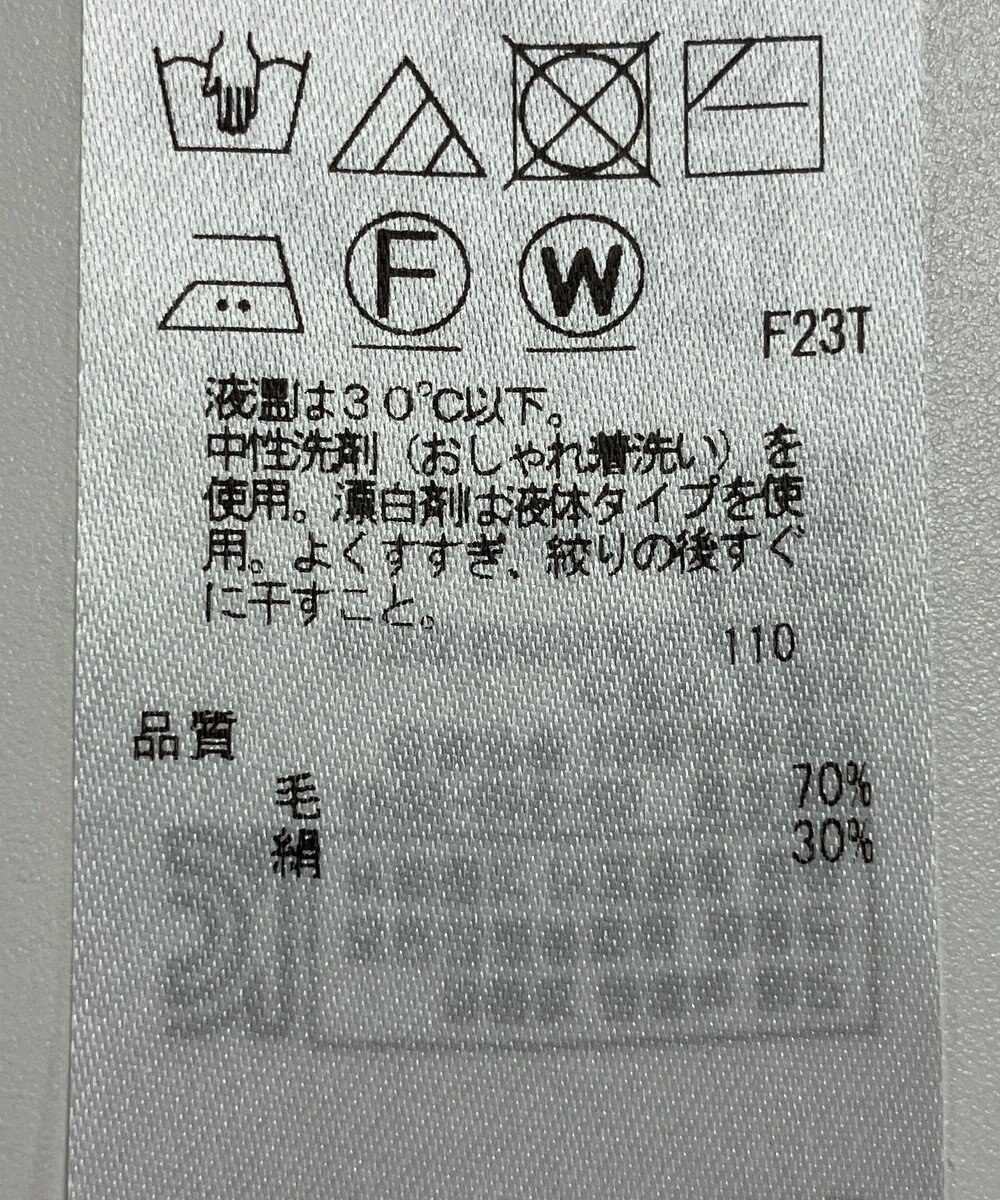 F
W
F23T
液温は30℃以下。
中性洗剤（おしゃれ着洗い）を
使用。漂白剤は液体タイプを使
用。よくすすぎ、絞りの後すぐ
に干すこと。
110
品質
毛 70%
絹 30%